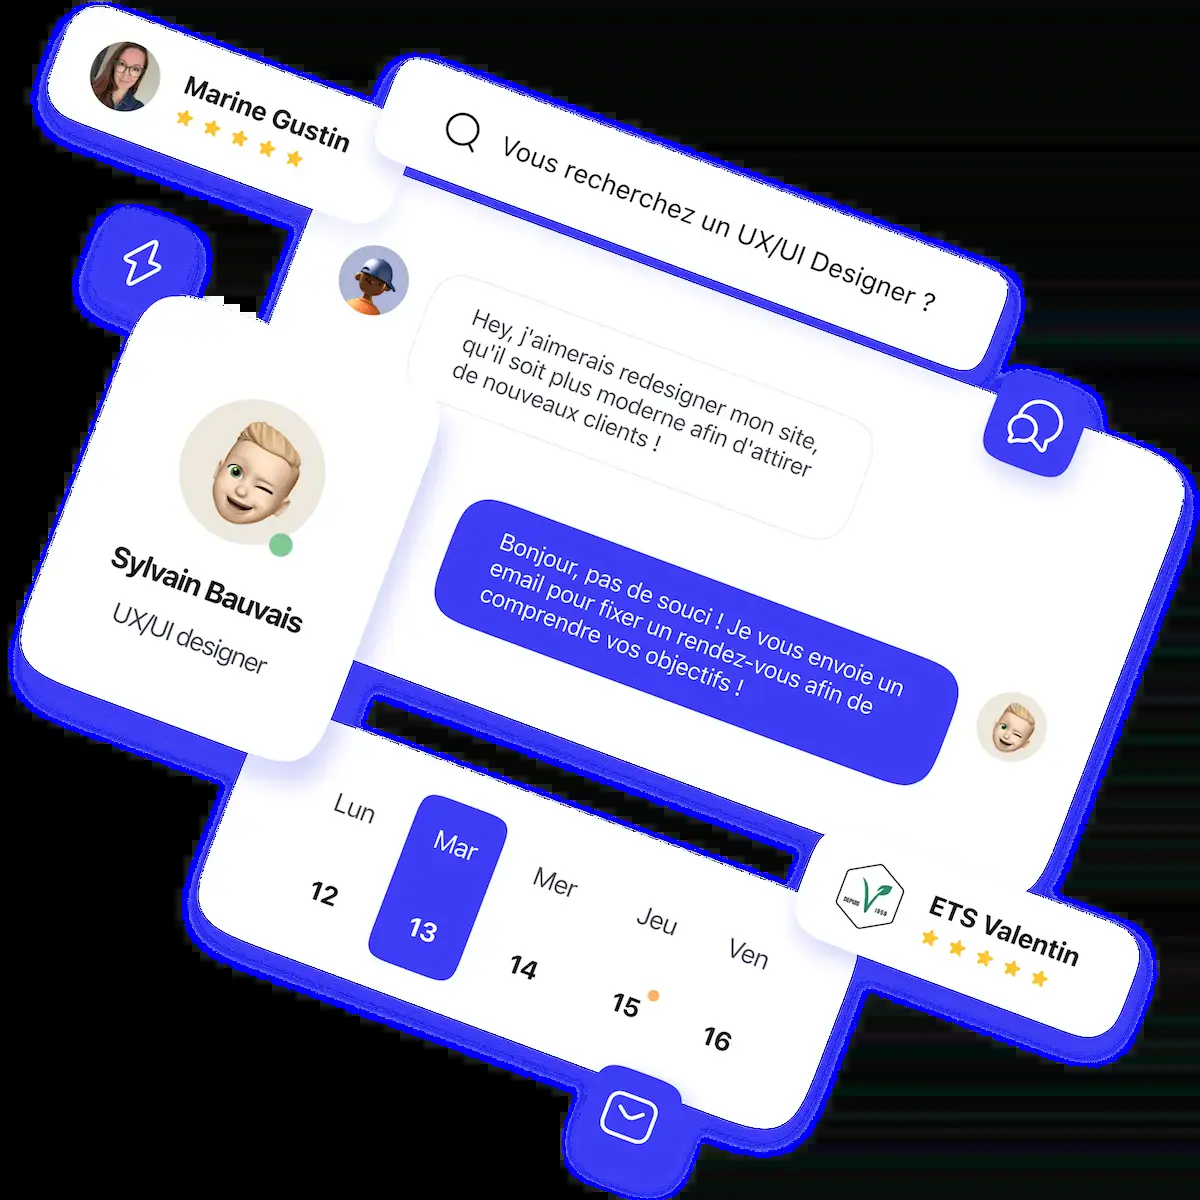 Marine Gustin
Vous recherchez un UX/UI Designer ?
Hey, j'aimerais redesigner mon site,
qu'il soit plus moderne afin d'attirer
de nouveaux clients !
Bonjour, pas de souci ! Je vous envoie un
email pour fixer un rendez-vous afin de
comprendre vos objectifs !
Sylvain Bauvais
UX/UI designer
Lun
Mar
Mer
Jeu
Ven
12
13
14
15
16
DEPUIS 1959
ETS Valentin